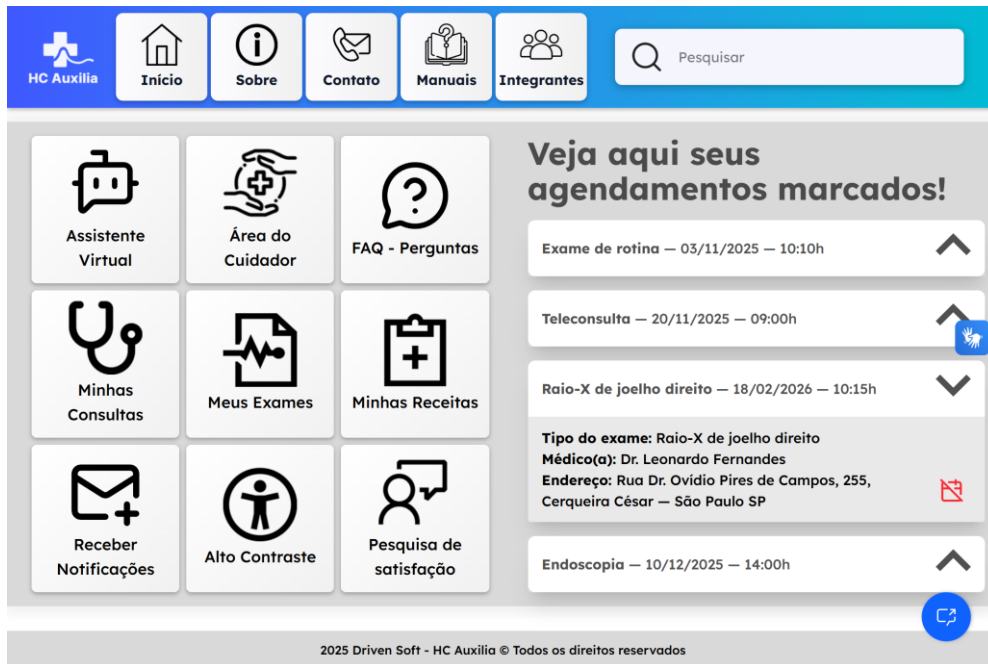 HC Auxilia
Início
Sobre
Contato
Manuais
Integrantes
Pesquisar
Assistente
Virtual
Área do
Cuidador
FAQ - Perguntas
Minhas
Consultas
Meus Exames
Minhas Receitas
Receber
Notificações
Alto Contraste
Pesquisa de
satisfação
Veja aqui seus
agendamentos marcados!
Exame de rotina — 03/11/2025 — 10:10h
Teleconsulta — 20/11/2025 — 09:00h
Raio-X de joelho direito — 18/02/2026 — 10:15h
Tipo do exame: Raio-X de joelho direito
Médico(a): Dr. Leonardo Fernandes
Endereço: Rua Dr. Ovídio Pires de Campos, 255,
Cerqueira César — São Paulo SP
Endoscopia — 10/12/2025 — 14:00h
2025 Driven Soft - HC Auxilia © Todos os direitos reservados